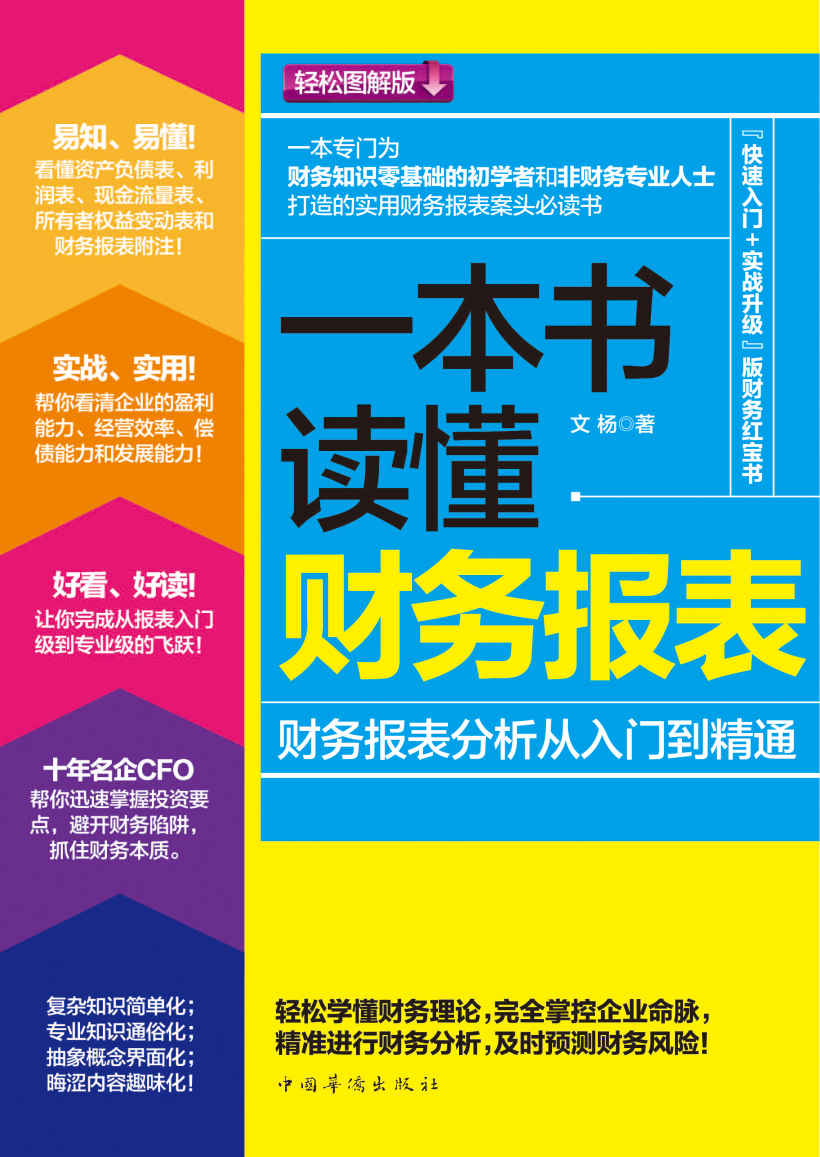 易知、易懂!
看懂资产负债表、利
润表、现金流量表、
所有者权益变动表和
财务报表附注!
实战、实用!
帮你看清企业的盈利
能力、经营效率、偿
债能力和发展能力!
好看、好读!
让你完成从报表入门
级到专业级的飞跃!
十年名企CFO
帮你迅速掌握投资要
点,避开财务陷阱,
抓住财务本质。
复杂知识简单化;
专业知识通俗化;
抽象概念界面化;
晦涩内容趣味化!
轻松图解版
一本专门为
财务知识零基础的初学者和非财务专业人士
打造的实用财务报表案头必读书
『快速入门+实战升级』版财务红宝书
一本书
读懂
文 杨◎著
财务报表
财务报表分析从入门到精通
轻松学懂财务理论,完全掌控企业命脉,
精准进行财务分析,及时预测财务风险!
中國華僑出版社